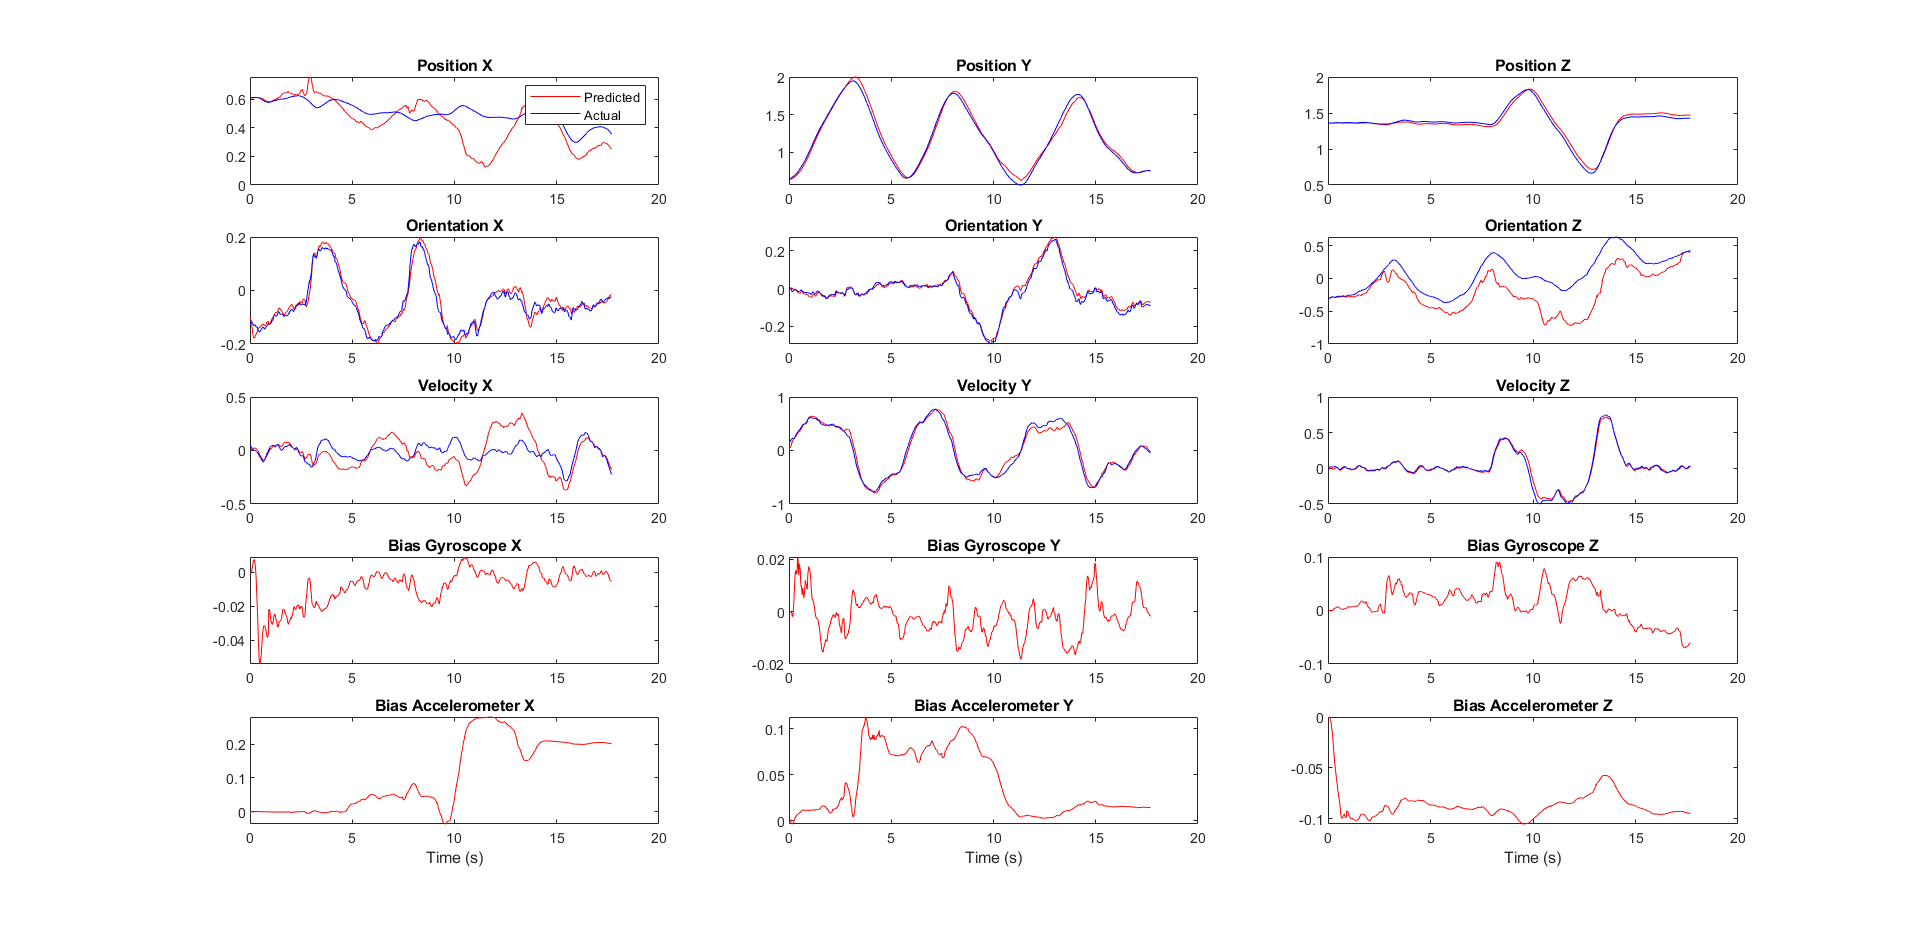 Position X
Position Y
Position Z
0.6
0.4
0.2
0
0 5 10 15 20
Predicted
Actual
2
1.5
1
0 5 10 15 20
2
1.5
1
0.5
0 5 10 15 20
Orientation X
Orientation Y
Orientation Z
0.2
0
-0.2
0 5 10 15 20
0.2
0
-0.2
0 5 10 15 20
0.5
0
-0.5
-1
0 5 10 15 20
Velocity X
Velocity Y
Velocity Z
0.5
0
-0.5
0 5 10 15 20
1
0
-1
0 5 10 15 20
1
0.5
0
-0.5
0 5 10 15 20
Bias Gyroscope X
Bias Gyroscope Y
Bias Gyroscope Z
0
-0.02
-0.04
0 5 10 15 20
0.02
0
-0.02
0 5 10 15 20
0.1
0
-0.1
0 5 10 15 20
Bias Accelerometer X
Bias Accelerometer Y
Bias Accelerometer Z
0.2
0.1
0
0 5 10 15 20
Time (s)
0.1
0.05
0
0 5 10 15 20
Time (s)
0
-0.05
-0.1
0 5 10 15 20
Time (s)